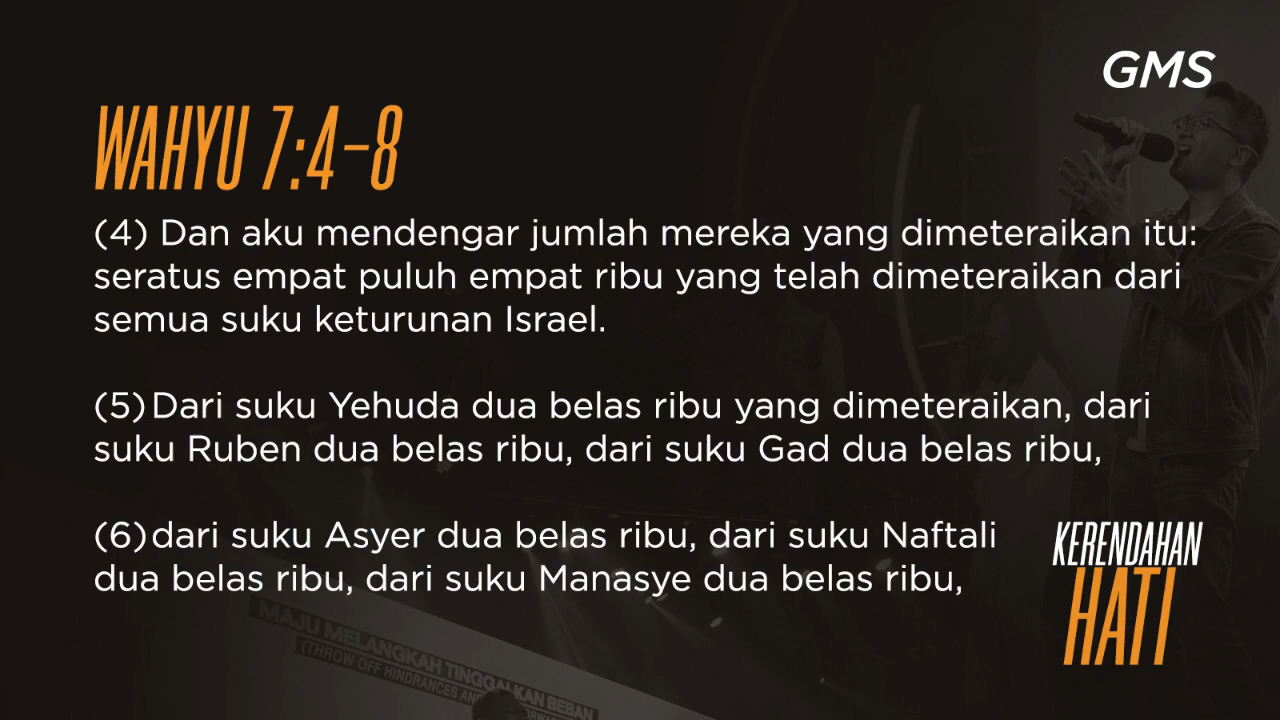 GMS
WAHYU 7:4-8
(4) Dan aku mendengar jumlah mereka yang dimeteraikan itu:
seratus empat puluh empat ribu yang telah dimeteraikan dari
semua suku keturunan Israel.
(5) Dari suku Yehuda dua belas ribu yang dimeteraikan, dari
suku Ruben dua belas ribu, dari suku Gad dua belas ribu,
(6) dari suku Asyer dua belas ribu, dari suku Naftali
dua belas ribu, dari suku Manasye dua belas ribu,
KERENDAHAN
HATI
MAJU MELANGKAH TINGGALKAN BEBAN
(THROW OFF HINDRANCES